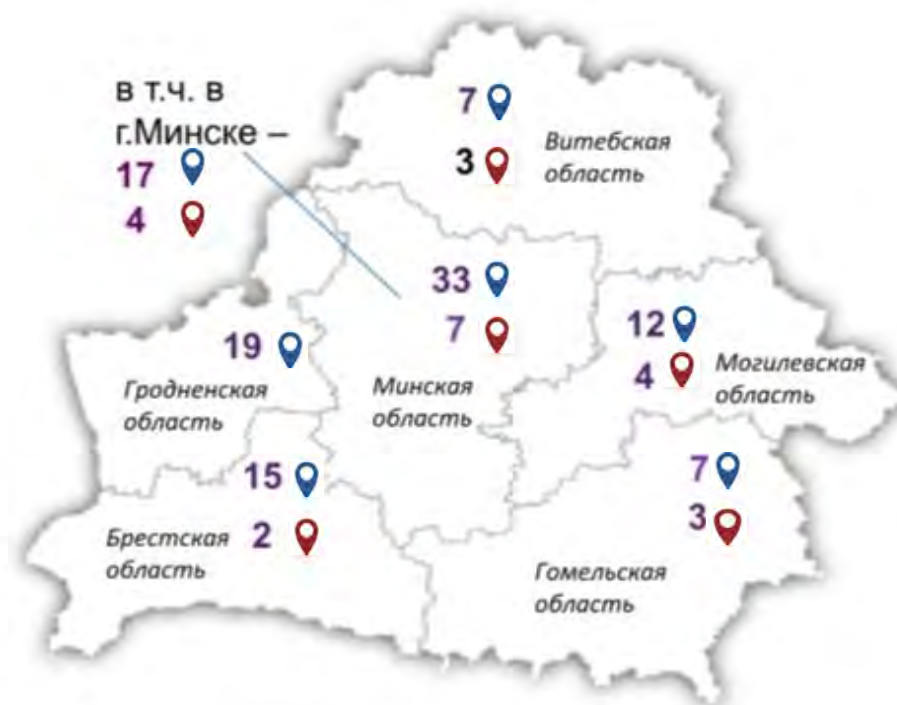 в т.ч. в
г.Минске –
17
4
7
3
Витебская
область
33
7
Минская
область
12
4
Могилевская
область
19
Гродненская
область
15
2
Брестская
область
7
3
Гомельская
область